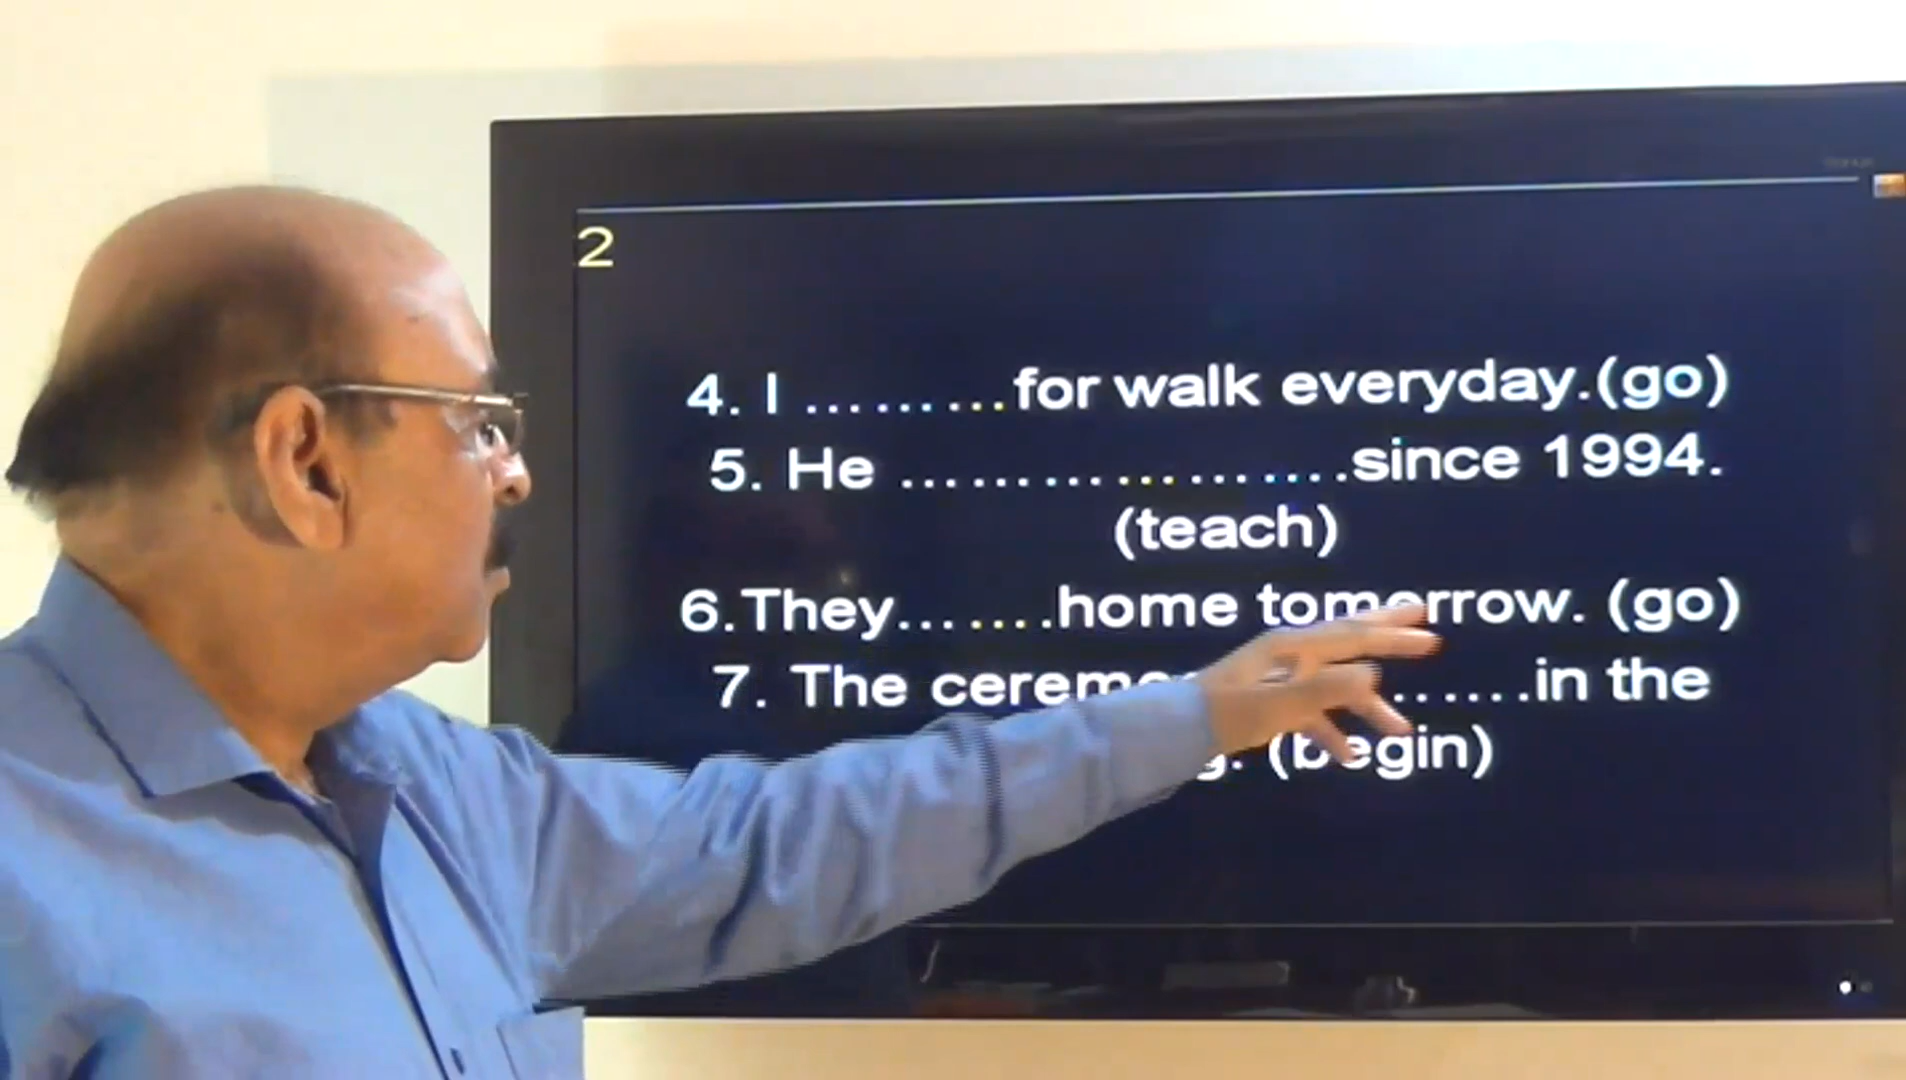 2
4. I .........for walk everyday.(go)
5. He ...................since 1994.
(teach)
6.They.......home tomorrow. (go)
7. The ......in the
(begin)